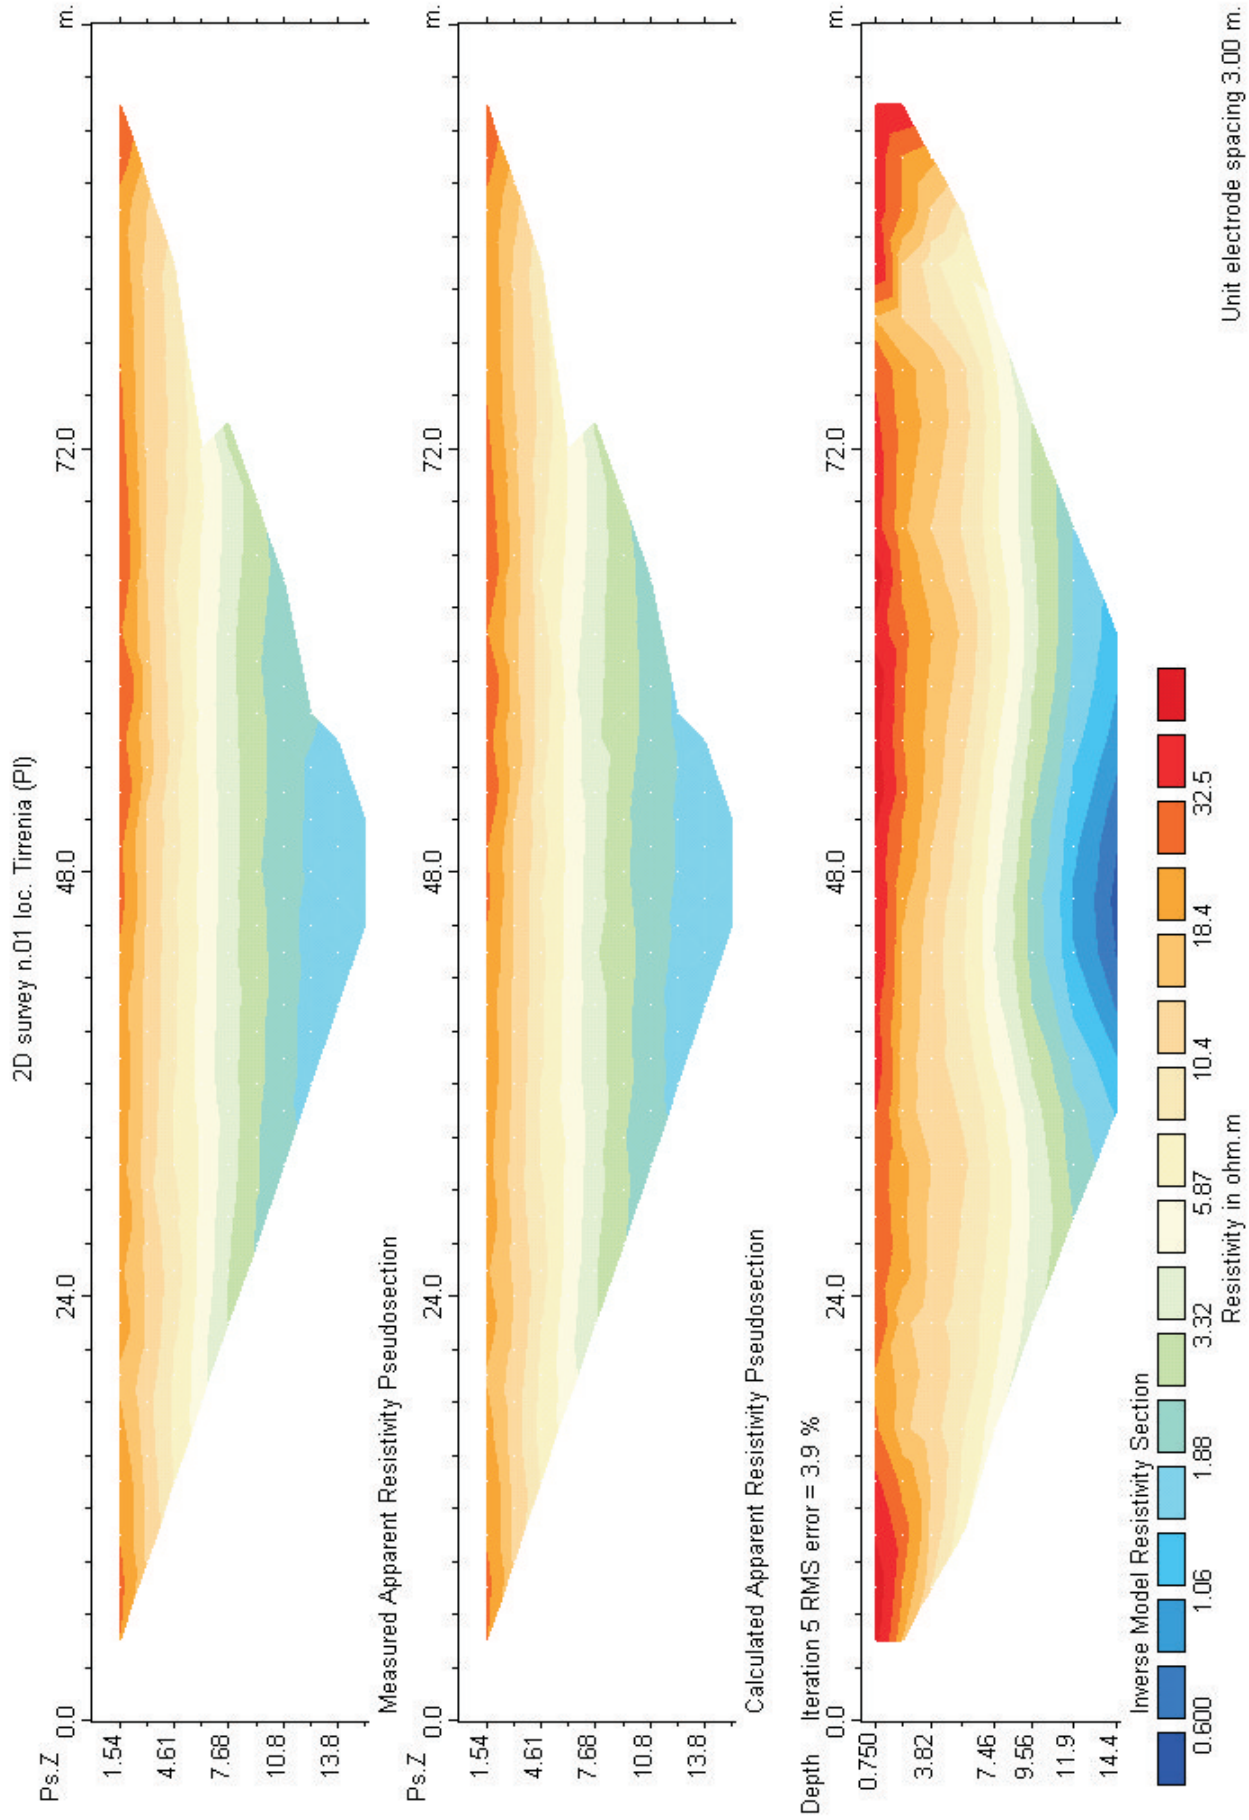 2D survey n.01 loc. Tirrenia (PI)
Ps.Z
0.0 24.0 48.0 72.0 m.
1.54
4.61
7.68
10.8
13.8
Measured Apparent Resistivity Pseudosection
Ps.Z
0.0 24.0 48.0 72.0 m.
1.54
4.61
7.68
10.8
13.8
Calculated Apparent Resistivity Pseudosection
Depth Iteration 5 RMS error = 3.9 %
0.0 24.0 48.0 72.0 m.
0.750
3.82
7.46
9.56
11.9
14.4
Inverse Model Resistivity Section
0.600 1.06 1.88 3.32 5.87 10.4 18.4 32.5
Resistivity in ohm.m
Unit electrode spacing 3.00 m.